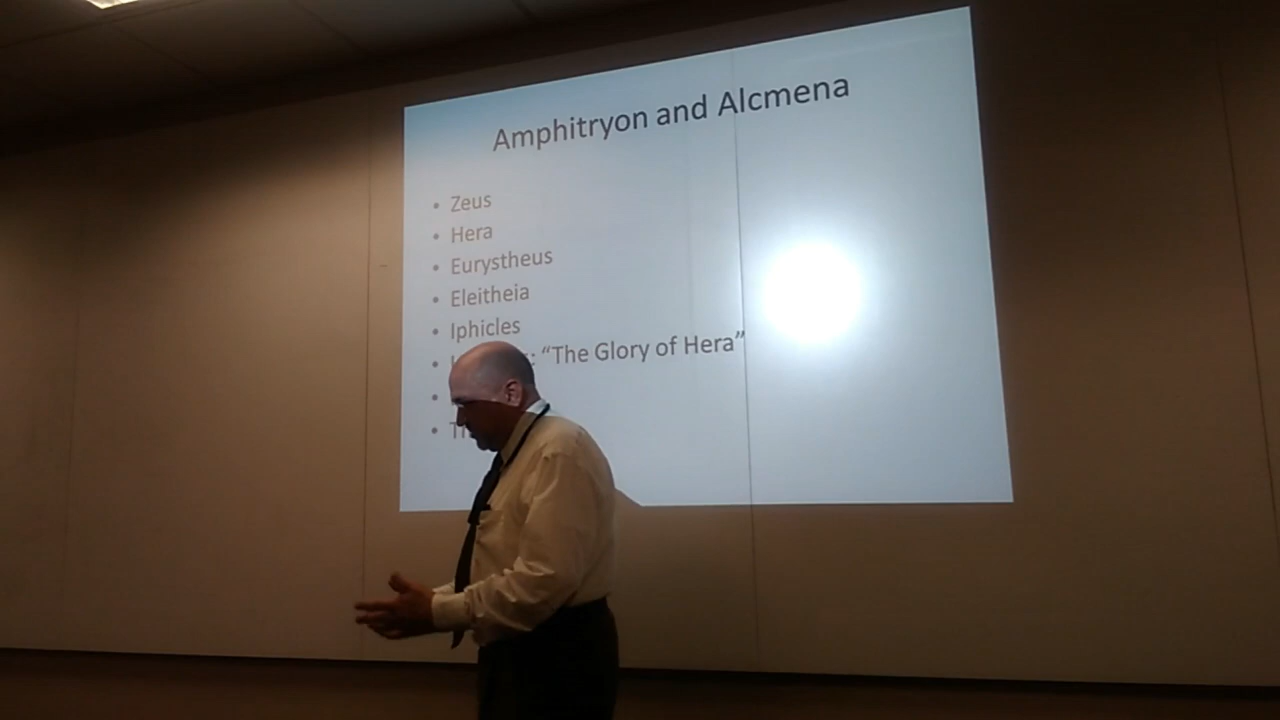 Amphitryon and Alcmena
• Zeus
• Hera
• Eurystheus
• Eleitheia
• Iphicles
• : “The Glory of Hera”
•
•